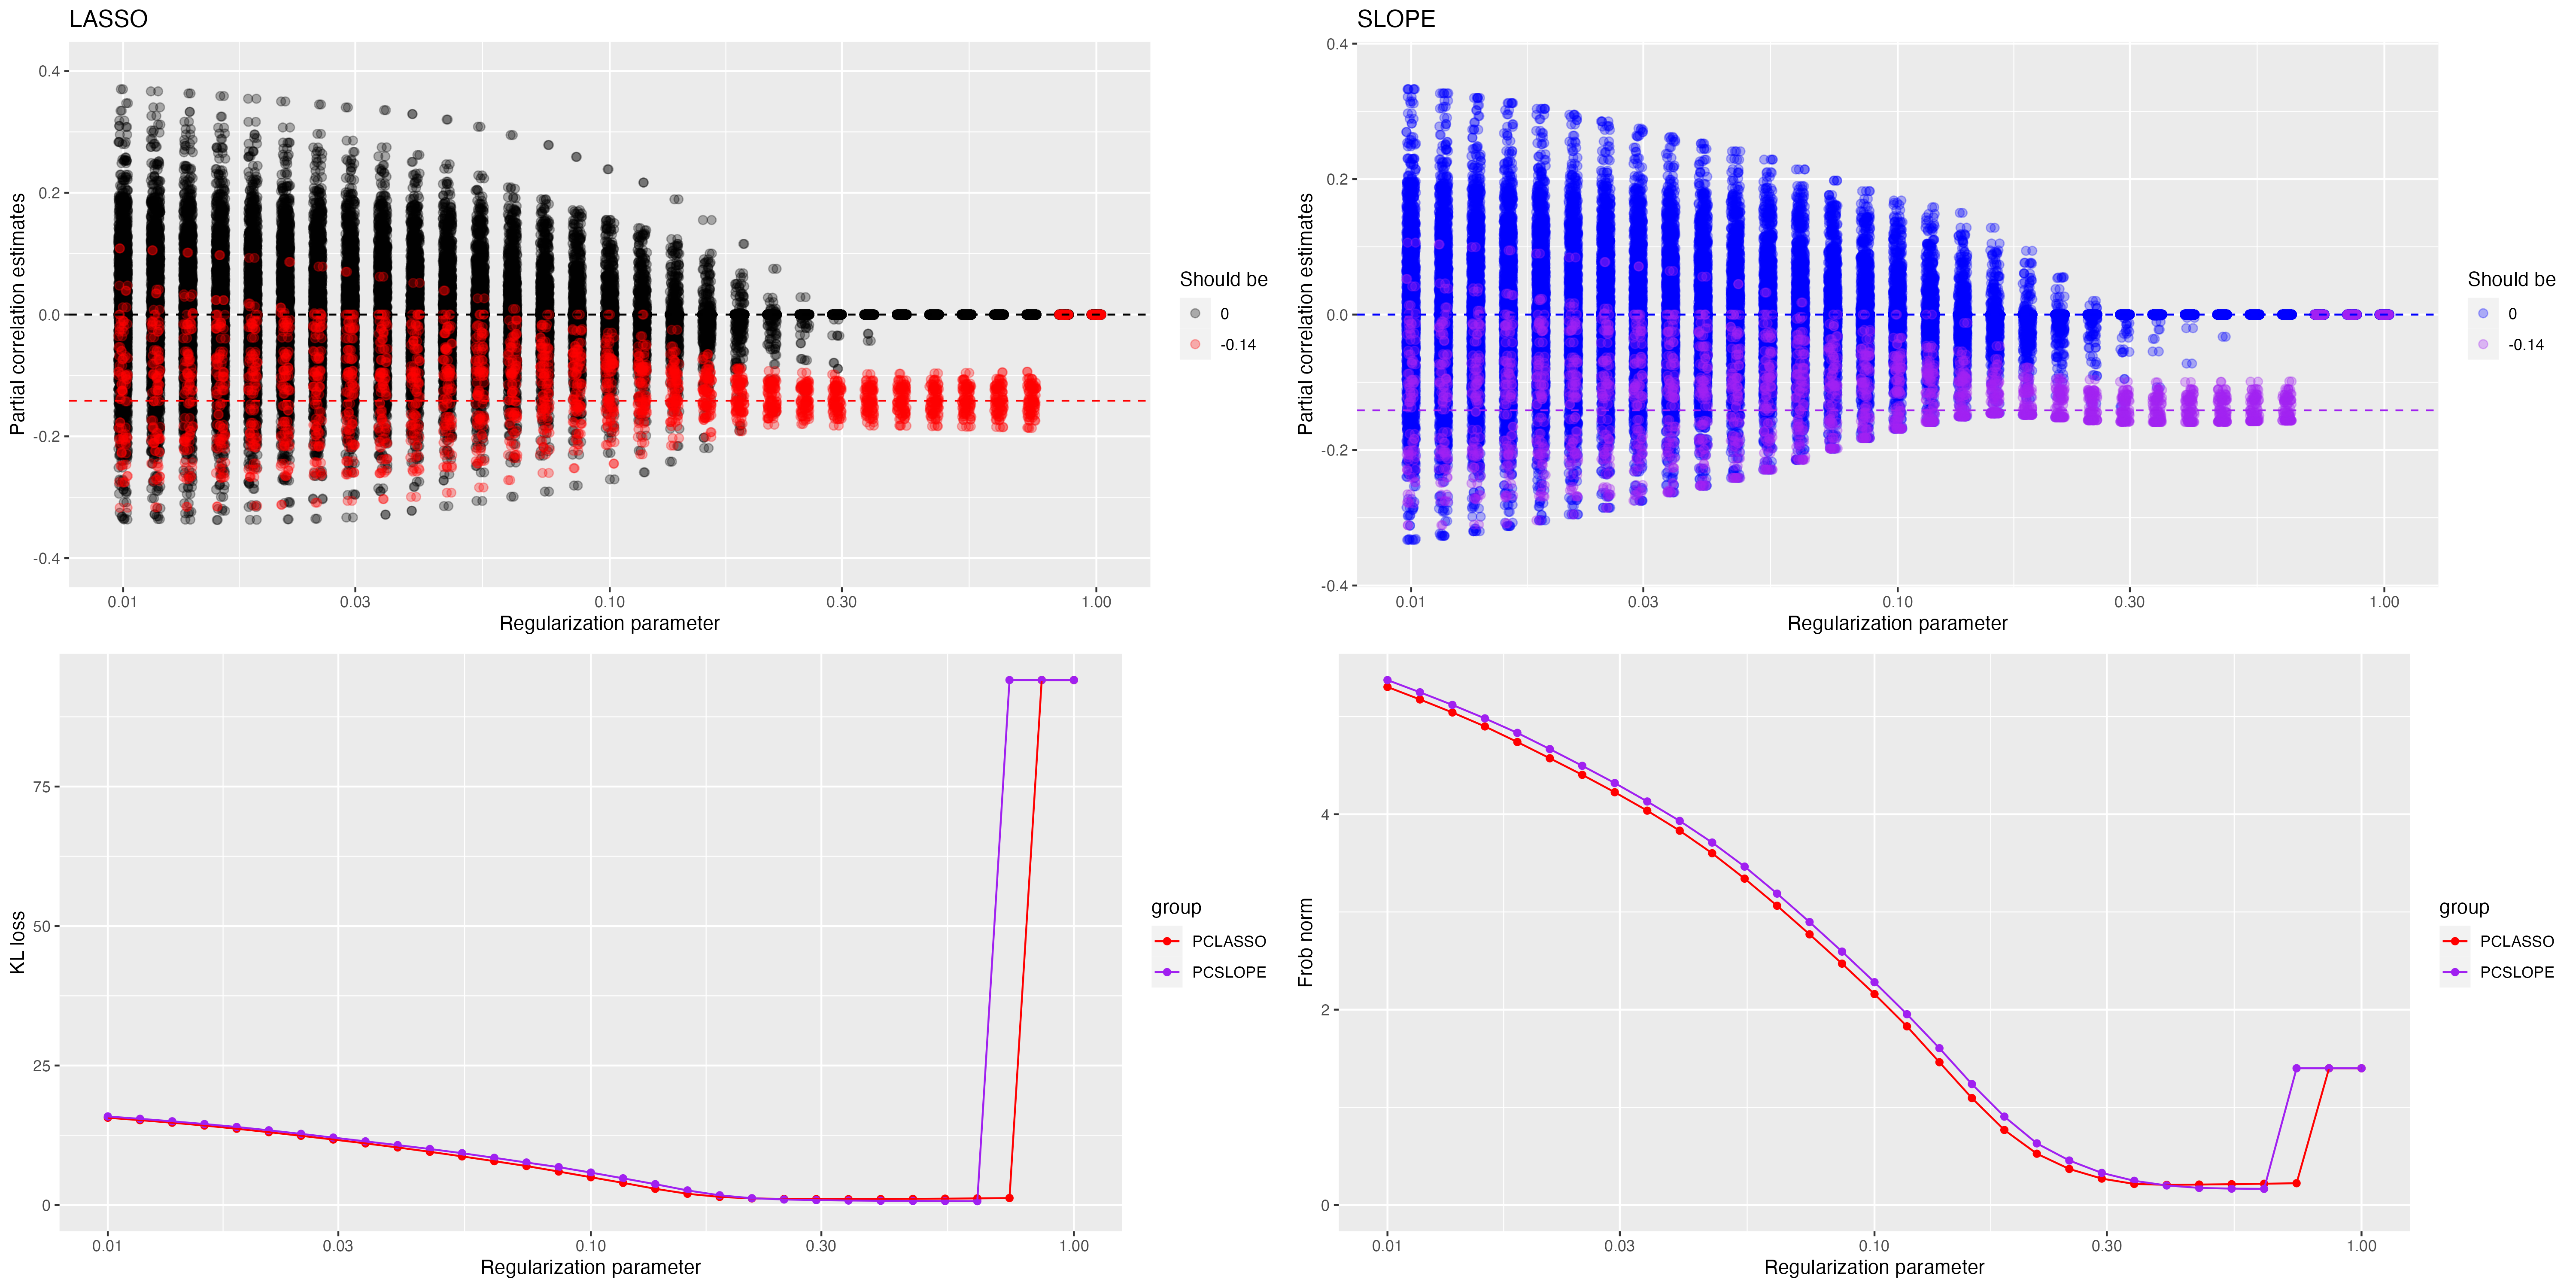 LASSO
Partial correlation estimates
0.4
0.2
0.0
-0.2
-0.4
0.01 0.03 0.10 0.30 1.00
Regularization parameter
Should be
0
-0.14
SLOPE
Partial correlation estimates
0.4
0.2
0.0
-0.2
-0.4
0.01 0.03 0.10 0.30 1.00
Regularization parameter
Should be
0
-0.14
KL loss
75
50
25
0
0.01 0.03 0.10 0.30 1.00
Regularization parameter
group
PCLASSO
PCSLOPE
Frob norm
4
2
0
0.01 0.03 0.10 0.30 1.00
Regularization parameter
group
PCLASSO
PCSLOPE